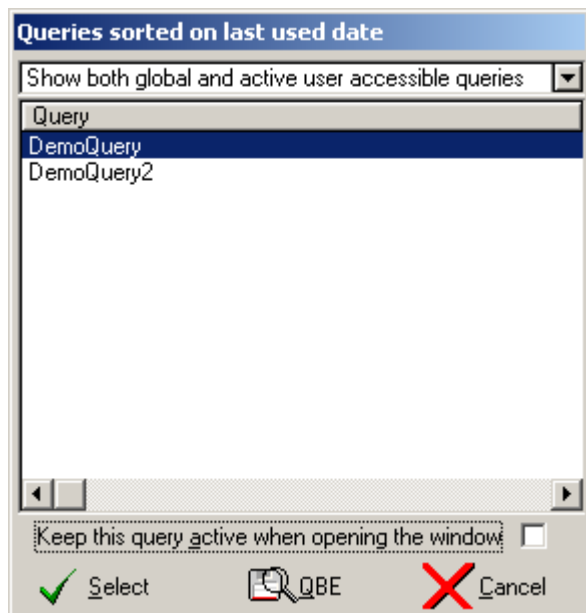 Queries sorted on last used date
Show both global and active user accessible queries
Query
DemoQuery
DemoQuery2
Keep this query active when opening the window
Select QBE Cancel